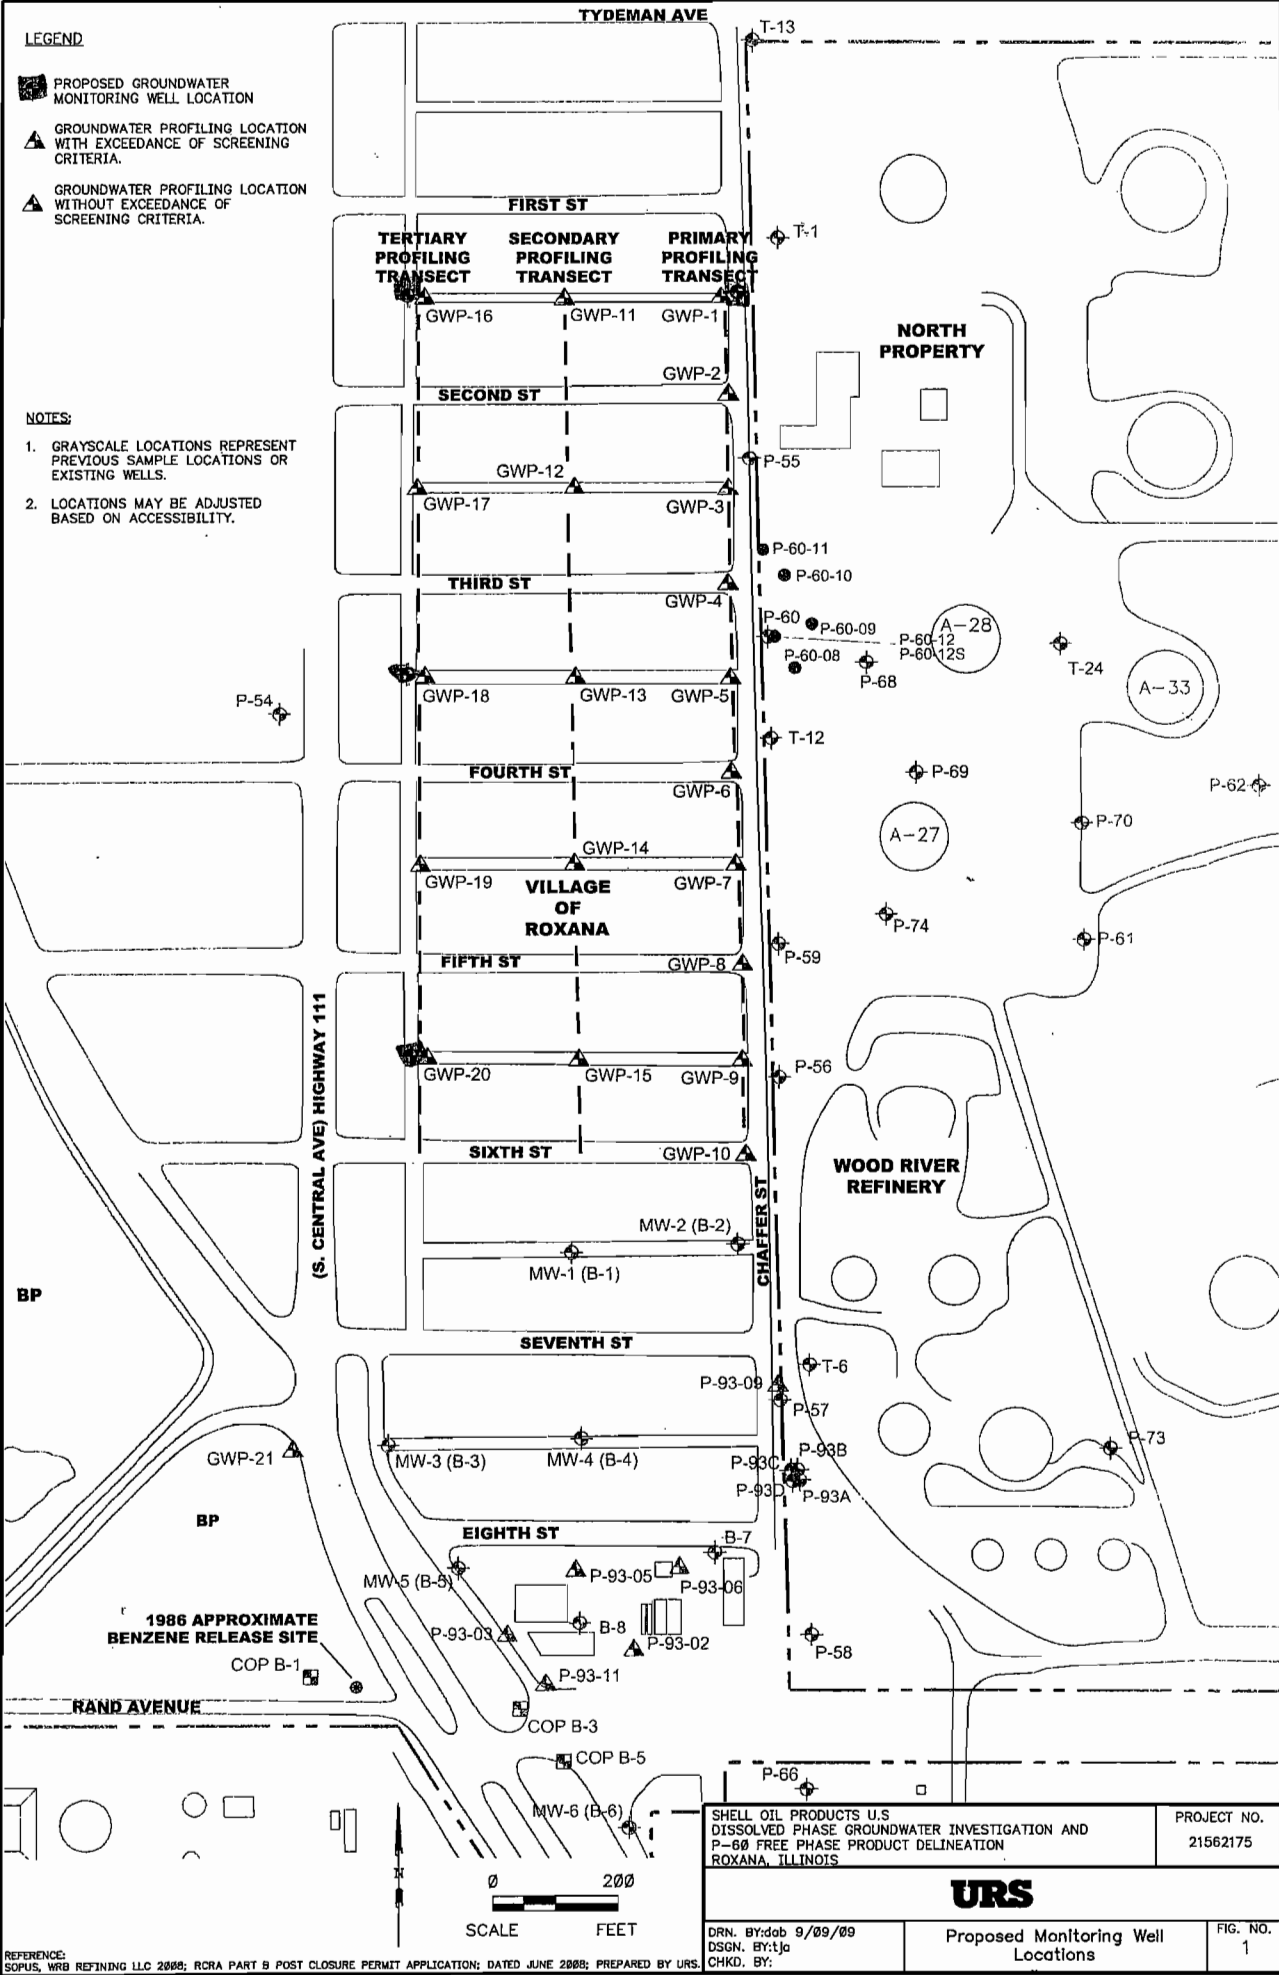 TYDEMAN AVE
LEGEND
PROPOSED GROUNDWATER
MONITORING WELL LOCATION
GROUNDWATER PROFILING LOCATION
WITH EXCEEDANCE OF SCREENING
CRITERIA.
GROUNDWATER PROFILING LOCATION
WITHOUT EXCEEDANCE OF
SCREENING CRITERIA.
T-13
FIRST ST
T-1
TERTIARY
PROFILING
TRANSECT
SECONDARY
PROFILING
TRANSECT
PRIMARY
PROFILING
TRANSECT
GWP-16
GWP-11
GWP-1
NORTH
PROPERTY
GWP-2
SECOND ST
NOTES:
1. GRAYSCALE LOCATIONS REPRESENT
PREVIOUS SAMPLE LOCATIONS OR
EXISTING WELLS.
2. LOCATIONS MAY BE ADJUSTED
BASED ON ACCESSIBILITY.
P-55
GWP-12
GWP-17
GWP-3
P-60-11
P-60-10
THIRD ST
GWP-4
P-60
P-60-09
P-60-12
P-60-12S
A-28
P-60-08
P-68
T-24
A-33
P-54
GWP-18
GWP-13
GWP-5
T-12
FOURTH ST
P-69
GWP-6
P-62
P-70
A-27
GWP-14
GWP-19
GWP-7
VILLAGE
OF
ROXANA
P-74
P-61
P-59
FIFTH ST
GWP-8
(S. CENTRAL AVE) HIGHWAY 111
GWP-20
GWP-15
GWP-9
P-56
SIXTH ST
GWP-10
WOOD RIVER
REFINERY
CHAFFER ST
MW-2 (B-2)
MW-1 (B-1)
BP
SEVENTH ST
T-6
P-93-09
P-57
P-73
GWP-21
MW-3 (B-3)
MW-4 (B-4)
P-93C
P-93B
P-93D
P-93A
BP
EIGHTH ST
B-7
MW-5 (B-5)
P-93-05
P-93-06
1986 APPROXIMATE
BENZENE RELEASE SITE
P-93-03
B-8
P-93-02
P-58
COP B-1
P-93-11
RAND AVENUE
COP B-3
COP B-5
P-66
MW-6 (B-6)
N
0 200
SCALE FEET
SHELL OIL PRODUCTS U.S
DISSOLVED PHASE GROUNDWATER INVESTIGATION AND
P-60 FREE PHASE PRODUCT DELINEATION
ROXANA, ILLINOIS
PROJECT NO.
21562175
URS
DRN. BY:dab 9/09/09
DSGN. BY:tja
CHKD. BY:
Proposed Monitoring Well
Locations
FIG. NO.
1
REFERENCE:
SOPUS, WRB REFINING LLC 2008; RCRA PART B POST CLOSURE PERMIT APPLICATION; DATED JUNE 2008; PREPARED BY URS.